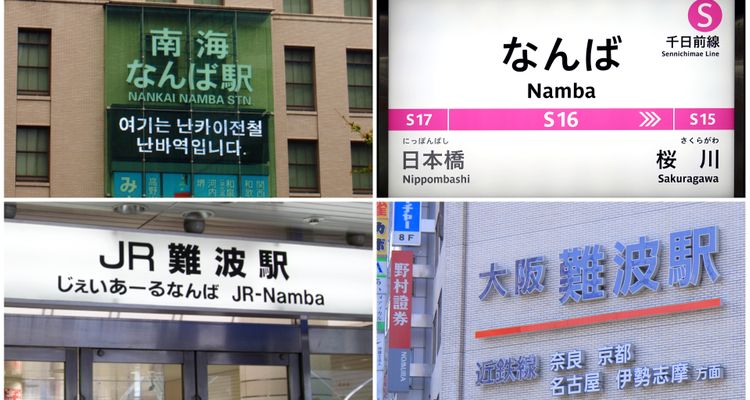 南海
なんば駅
NANKAI NAMBA STN
여기는 난카이전철
난바역입니다.
S
千日前線
Sennichimae Line
なんば
Namba
S17 S16 S15
にっぽんばし
日本橋
Nippombashi
さくらがわ
桜川
Sakuragawa
JR 難波駅
じぇいあーるなんば JR-Namba
8F
野村證券
NOMURA
大阪 難波駅
近鉄線 奈良 京都
名古屋 伊勢志摩 方面